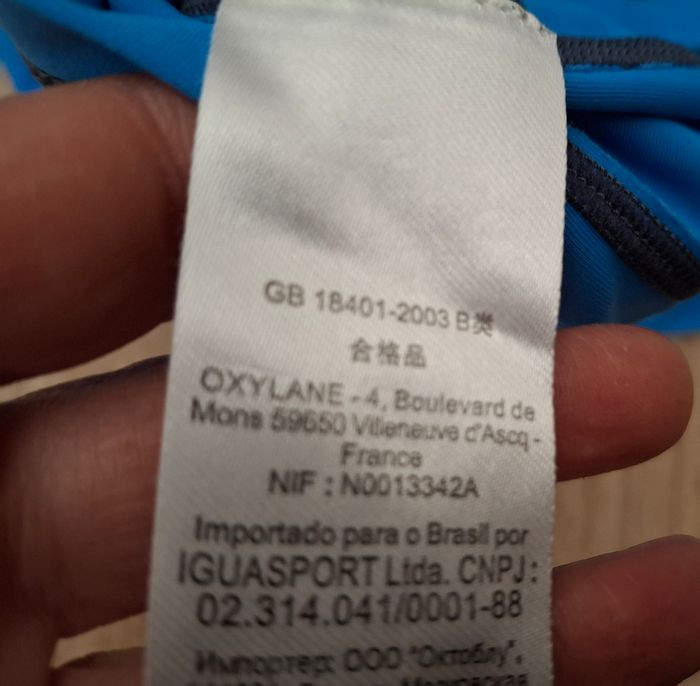 GB 18401-2003 B类
合格品
OXYLANE - 4, Boulevard de
Mons 59650 Villeneuve d'Ascq -
France
NIF : N0013342A
Importado para o Brasil por
IGUASPORT Ltda. CNPJ:
02.314.041/0001-88
Импортер: ООО "Октоблу",
Московская